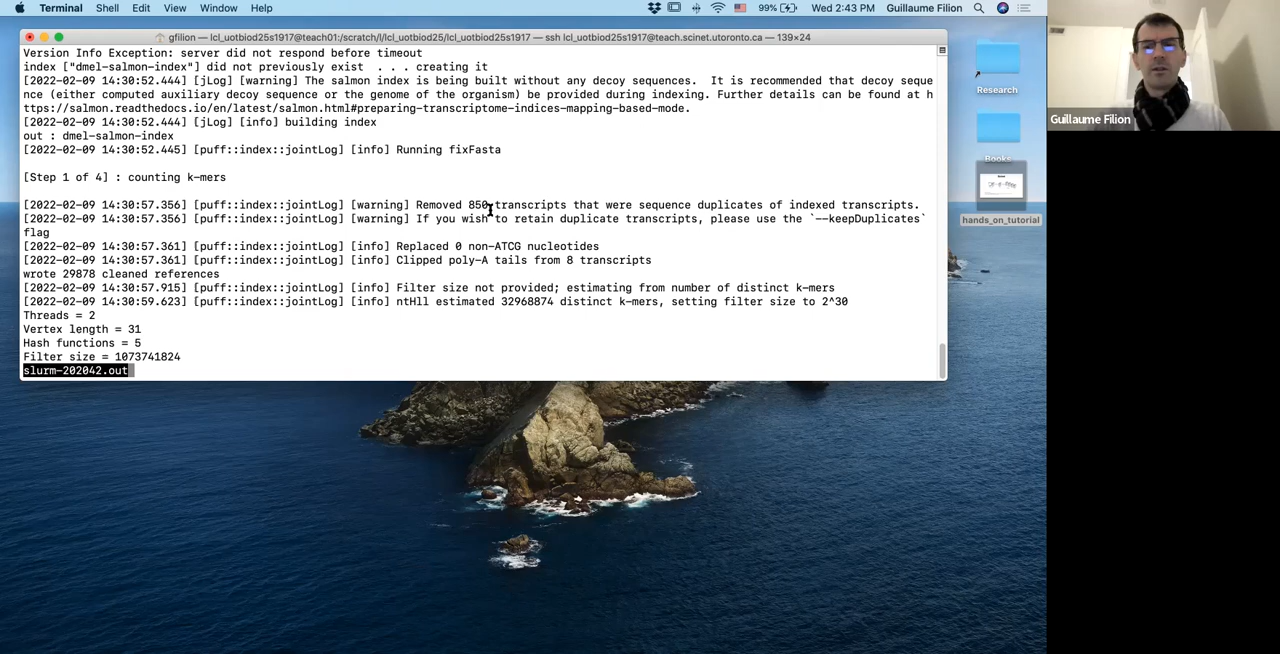 Terminal Shell Edit View Window Help 99% Wed 2:43 PM Guillaume Filion
gfilion — lcl_uotbiod25s1917@teach01:/scratch/l/lcl_uotbiod25/lcl_uotbiod25s1917 — ssh lcl_uotbiod25s1917@teach.scinet.utoronto.ca — 139×24
Version Info Exception: server did not respond before timeout
index ["dmel-salmon-index"] did not previously exist  . . . creating it
[2022-02-09 14:30:52.444] [jLog] [warning] The salmon index is being built without any decoy sequences.  It is recommended that decoy seque
nce (either computed auxiliary decoy sequence or the genome of the organism) be provided during indexing. Further details can be found at h
ttps://salmon.readthedocs.io/en/latest/salmon.html#preparing-transcriptome-indices-mapping-based-mode.
[2022-02-09 14:30:52.444] [jLog] [info] building index
out : dmel-salmon-index
[2022-02-09 14:30:52.445] [puff::index::jointLog] [info] Running fixFasta
[Step 1 of 4] : counting k-mers
[2022-02-09 14:30:57.356] [puff::index::jointLog] [warning] Removed 850 transcripts that were sequence duplicates of indexed transcripts.
[2022-02-09 14:30:57.356] [puff::index::jointLog] [warning] If you wish to retain duplicate transcripts, please use the `--keepDuplicates`
flag
[2022-02-09 14:30:57.361] [puff::index::jointLog] [info] Replaced 0 non-ATCG nucleotides
[2022-02-09 14:30:57.361] [puff::index::jointLog] [info] Clipped poly-A tails from 8 transcripts
wrote 29878 cleaned references
[2022-02-09 14:30:57.915] [puff::index::jointLog] [info] Filter size not provided; estimating from number of distinct k-mers
[2022-02-09 14:30:59.623] [puff::index::jointLog] [info] ntHll estimated 32968874 distinct k-mers, setting filter size to 2^30
Threads = 2
Vertex length = 31
Hash functions = 5
Filter size = 1073741824
slurm-202042.out
Research
Books
hands_on_tutorial
Guillaume Filion